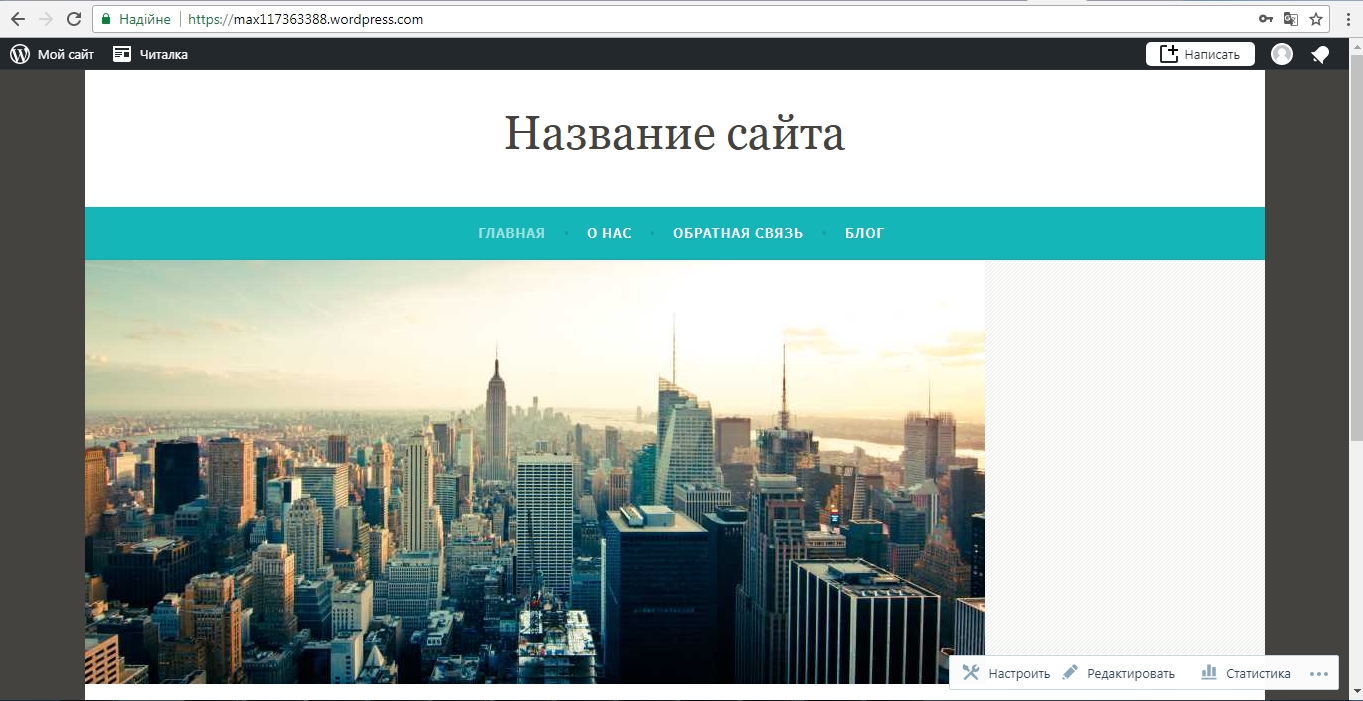 Надійне https://max117363388.wordpress.com
Мой сайт Читалка Написать
Название сайта
ГЛАВНАЯ О НАС ОБРАТНАЯ СВЯЗЬ БЛОГ
Настроить Редактировать Статистика